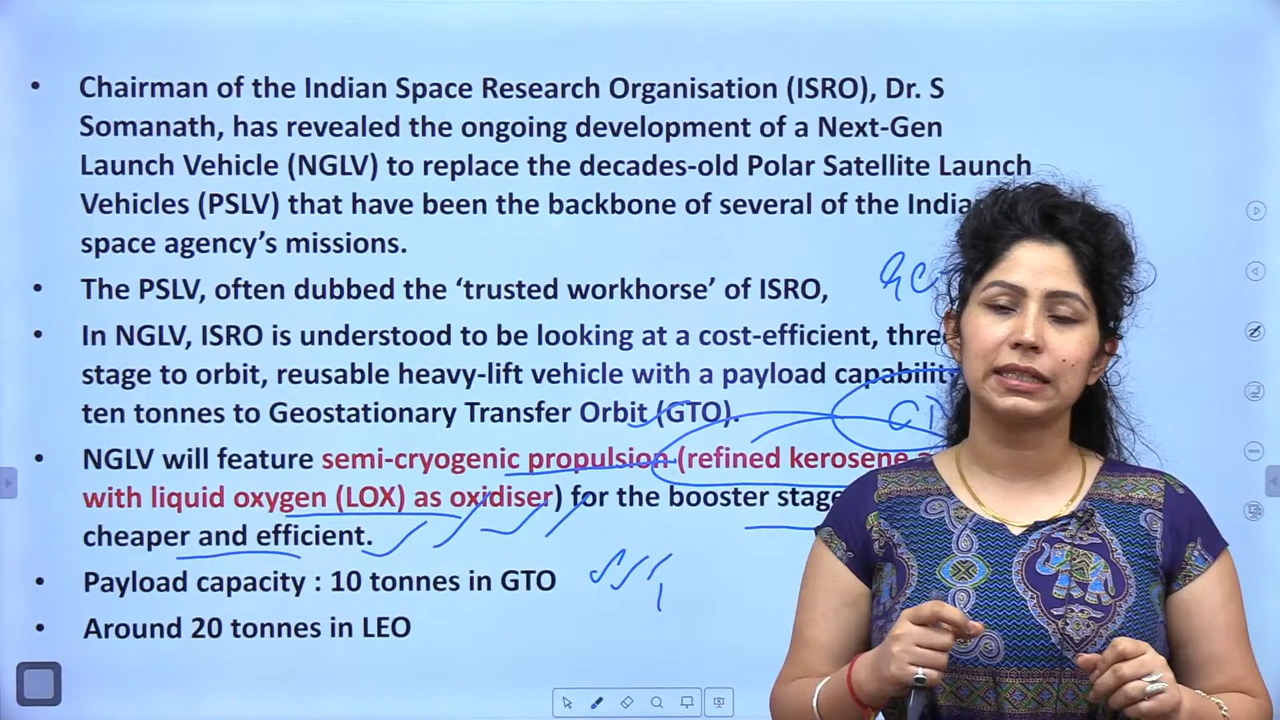 • Chairman of the Indian Space Research Organisation (ISRO), Dr. S
Somanath, has revealed the ongoing development of a Next-Gen
Launch Vehicle (NGLV) to replace the decades-old Polar Satellite Launch
Vehicles (PSLV) that have been the backbone of several of the
space agency's missions.
• The PSLV, often dubbed the 'trusted workhorse' of ISRO,
• In NGLV, ISRO is understood to be looking at a cost-efficient,
stage to orbit, reusable heavy-lift vehicle with a payload
ten tonnes to Geostationary Transfer Orbit (GTO).
• NGLV will feature semi-cryogenic propulsion (refined kerosene
with liquid oxygen (LOX) as oxidiser) for the booster
cheaper and efficient.
• Payload capacity : 10 tonnes in GTO
• Around 20 tonnes in LEO